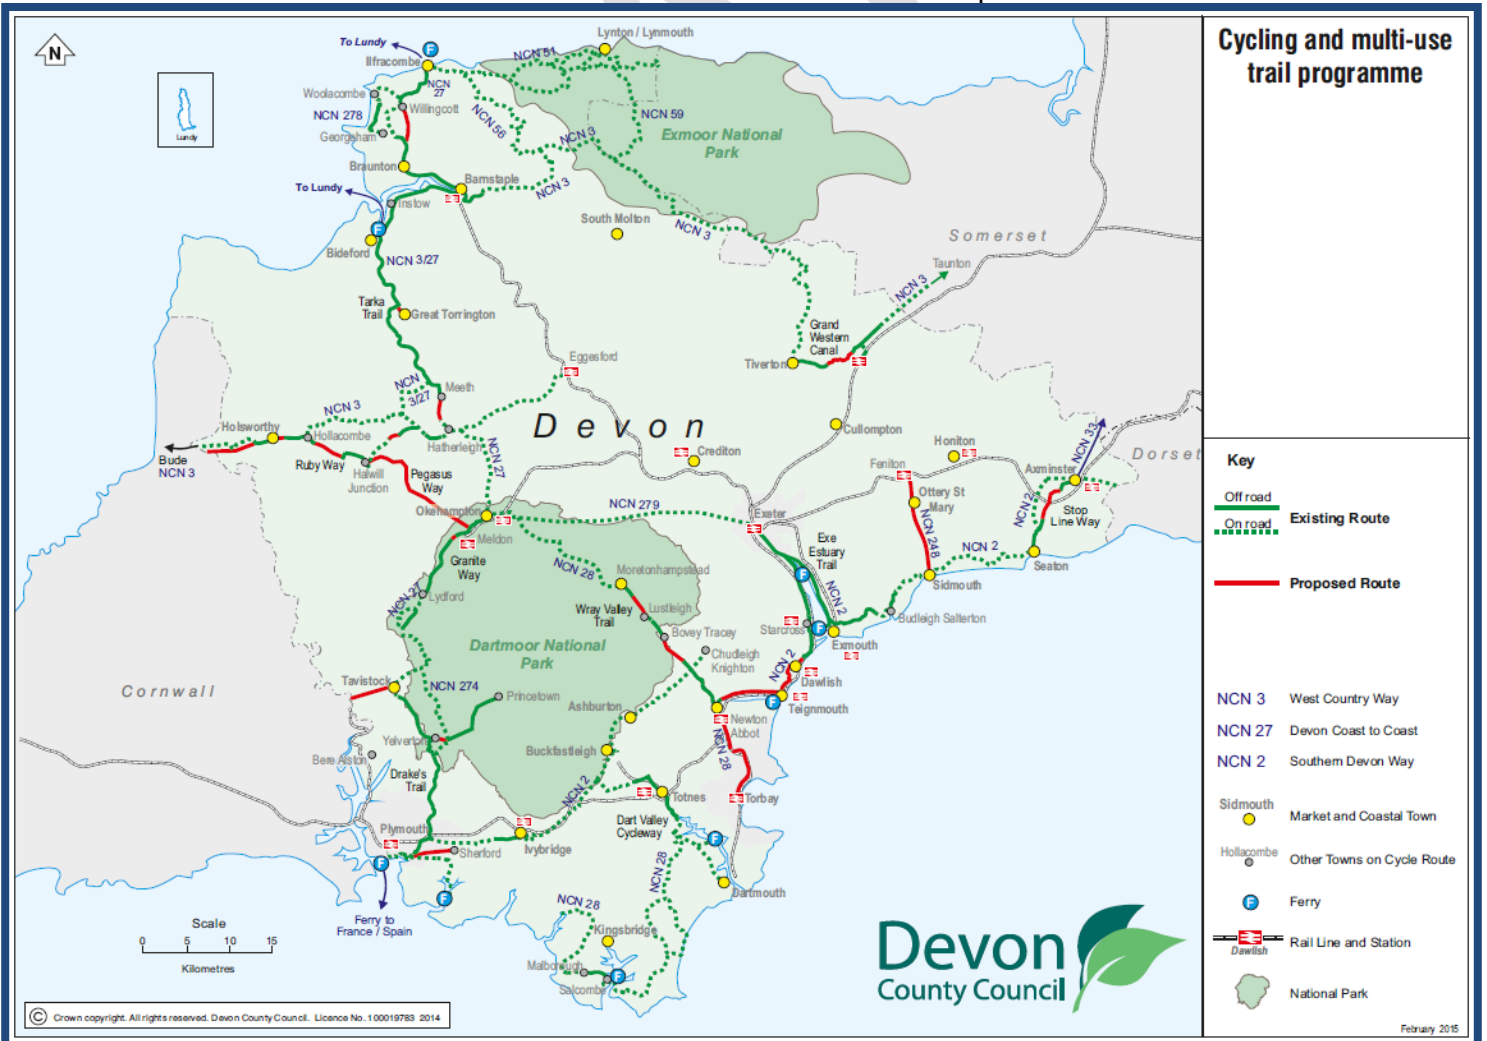 Cycling and multi-use
trail programme
N
To Lundy
F
Lynton / Lynmouth
Ilfracombe
NCN 51
NCN
27
Woolacombe
Willingcott
NCN 278
NCN 56
NCN 59
Georgeham
NCN 3
Exmoor National
Park
Lundy
Braunton
Barnstaple
To Lundy
NCN 3
Instow
F
South Molton
NCN 3
Bideford
NCN 3/27
Somerset
Taunton
NCN 3
Tarka
Trail
Great Torrington
Grand
Western
Canal
Eggesford
Tiverton
NCN
3/27
Meeth
NCN 3
Devon
Holsworthy
Hollacombe
Hatherleigh
Cullompton
Bude
NCN 3
Ruby Way
Halwill
Junction
Pegasus
Way
NCN 27
Crediton
Honiton
Feniton
NCN 33
Axminster
Dorset
Okehampton
NCN 279
Exeter
Ottery St
Mary
NCN 2
Stop
Line Way
Meldon
Granite
Way
NCN 28
Moretonhampstead
Exe
Estuary
Trail
F
NCN 248
NCN 2
Seaton
Sidmouth
NCN 27
Lydford
Wray Valley
Trail
Lustleigh
NCN 2
Budleigh Salterton
Bovey Tracey
Starcross
F
Exmouth
Dartmoor National
Park
Chudleigh
Knighton
NCN 2
Dawlish
Cornwall
Tavistock
NCN 274
Princetown
Ashburton
F
Teignmouth
Newton
Abbot
Yelverton
Buckfastleigh
NCN 28
Bere Alston
Drake's
Trail
NCN 2
Totnes
Torbay
Plymouth
Dart Valley
Cycleway
F
Sherford
Ivybridge
F
NCN 28
Dartmouth
F
Ferry to
France / Spain
NCN 28
Kingsbridge
Malborough
F
Salcombe
Scale
0 5 10 15
Kilometres
Devon
County Council
© Crown copyright. All rights reserved. Devon County Council. Licence No. 100019783 2014
Key
Off road
On road
Existing Route
Proposed Route
NCN 3 West Country Way
NCN 27 Devon Coast to Coast
NCN 2 Southern Devon Way
Sidmouth
Market and Coastal Town
Hollacombe
Other Towns on Cycle Route
F Ferry
Rail Line and Station
Dawlish
National Park
February 2015